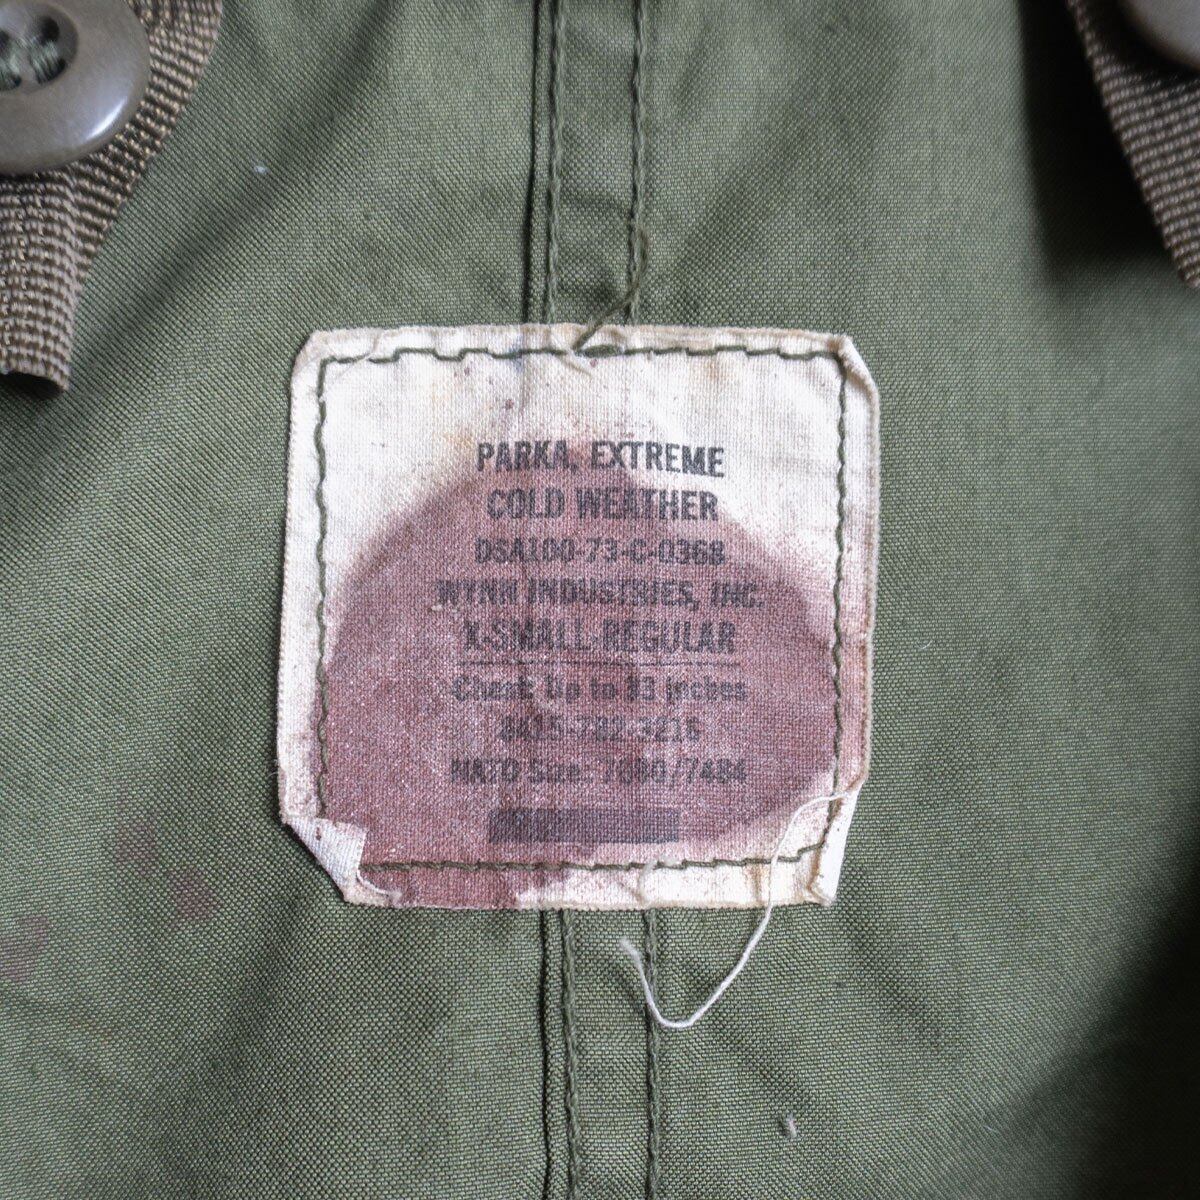 PARKA, EXTREME
COLD WEATHER
DSA100-73-C-0368
WYNN INDUSTRIES, INC.
X-SMALL-REGULAR
Chest: Up to 33 inches
8415-782-3216
NATO Size: 7080/7484